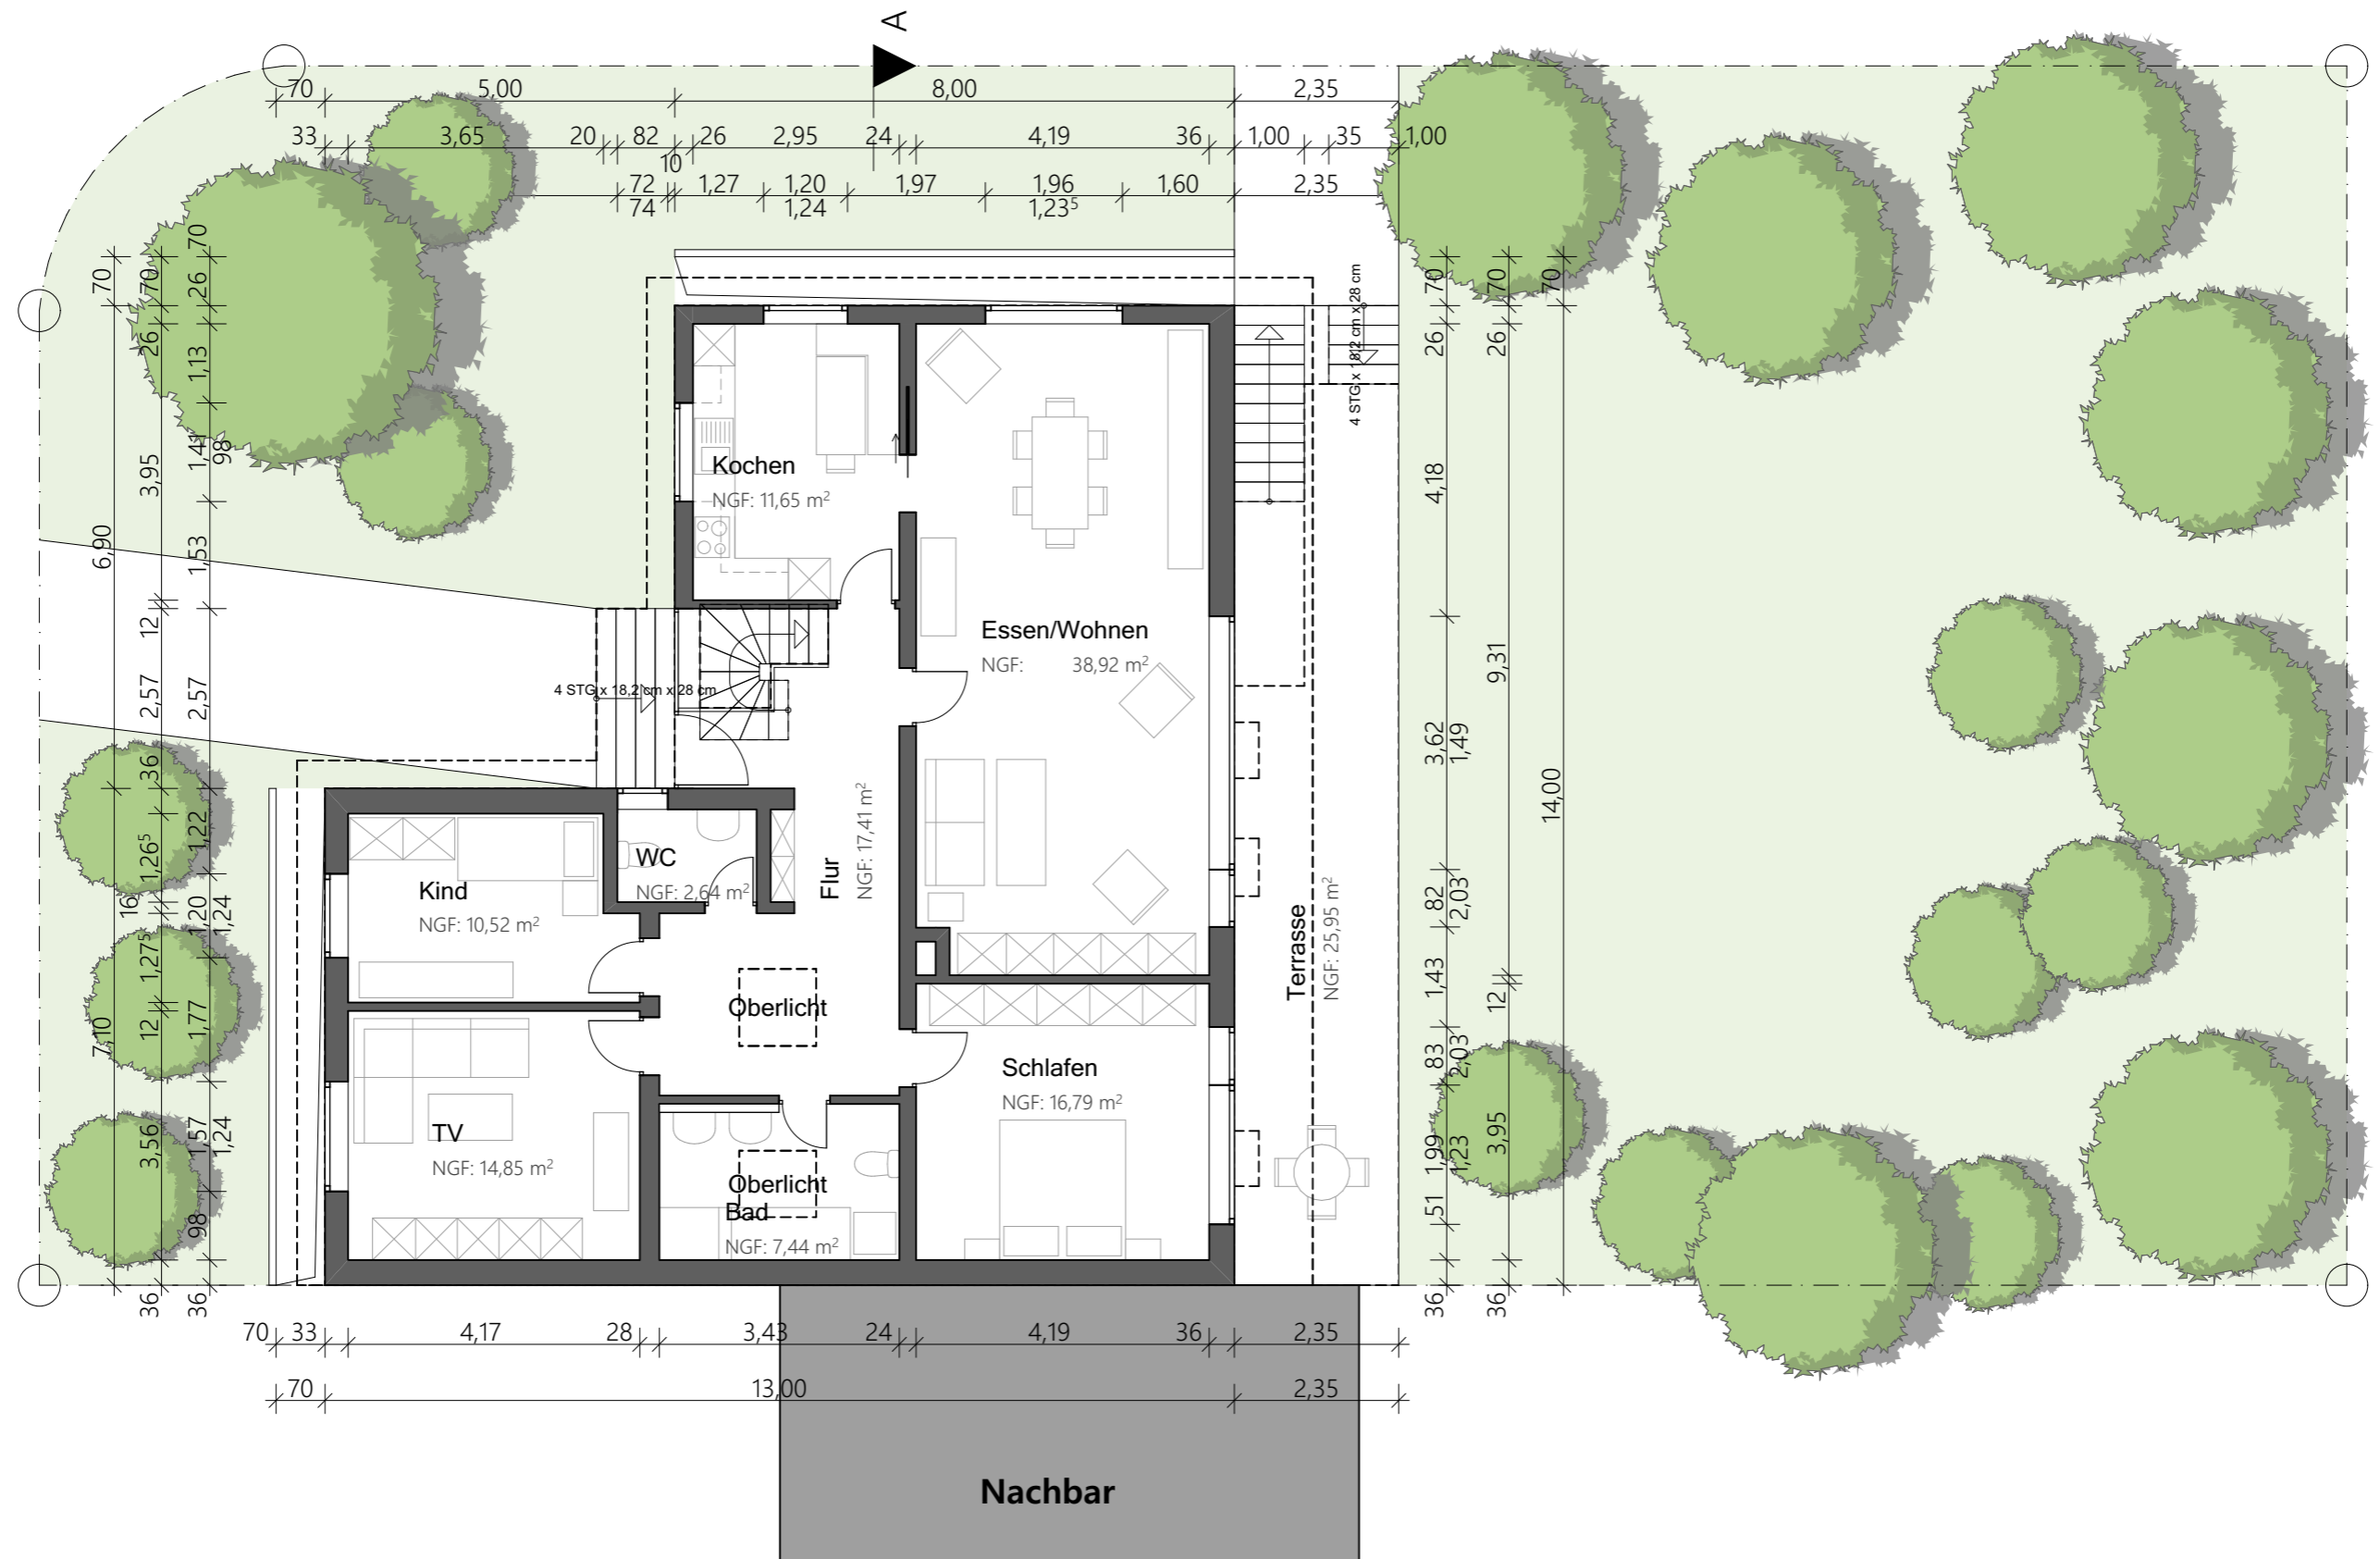 A
70 5,00 8,00 2,35
33 3,65 20 82 26 2,95 24 4,19 36 1,00 35 1,00
10
72 1,27 1,20 1,97 1,96 1,60 2,35
74 1,24 1,23⁵
70 6,90 7,10
70 26 3,95 12 2,57 36 1,26⁵ 16 1,27⁵ 12 3,56 36
70 26 1,13 1,41 1,53 2,57 1,22 1,20 1,77 1,57 98 36
98 1,24 1,24
Kochen
NGF: 11,65 m²
Essen/Wohnen
NGF: 38,92 m²
4 STG x 18,2 cm x 28 cm
4 STG x 18,2 cm x 28 cm
WC
NGF: 2,64 m²
Flur
NGF: 17,41 m²
Kind
NGF: 10,52 m²
Oberlicht
Terrasse
NGF: 25,95 m²
Schlafen
NGF: 16,79 m²
TV
NGF: 14,85 m²
Oberlicht
Bad
NGF: 7,44 m²
70 26 4,18 3,62 82 1,43 83 1,99 51 36
1,49 2,03 2,03 1,23
70 26 9,31 12 3,95 36
70 14,00
70 33 4,17 28 3,43 24 4,19 36 2,35
70 13,00 2,35
Nachbar